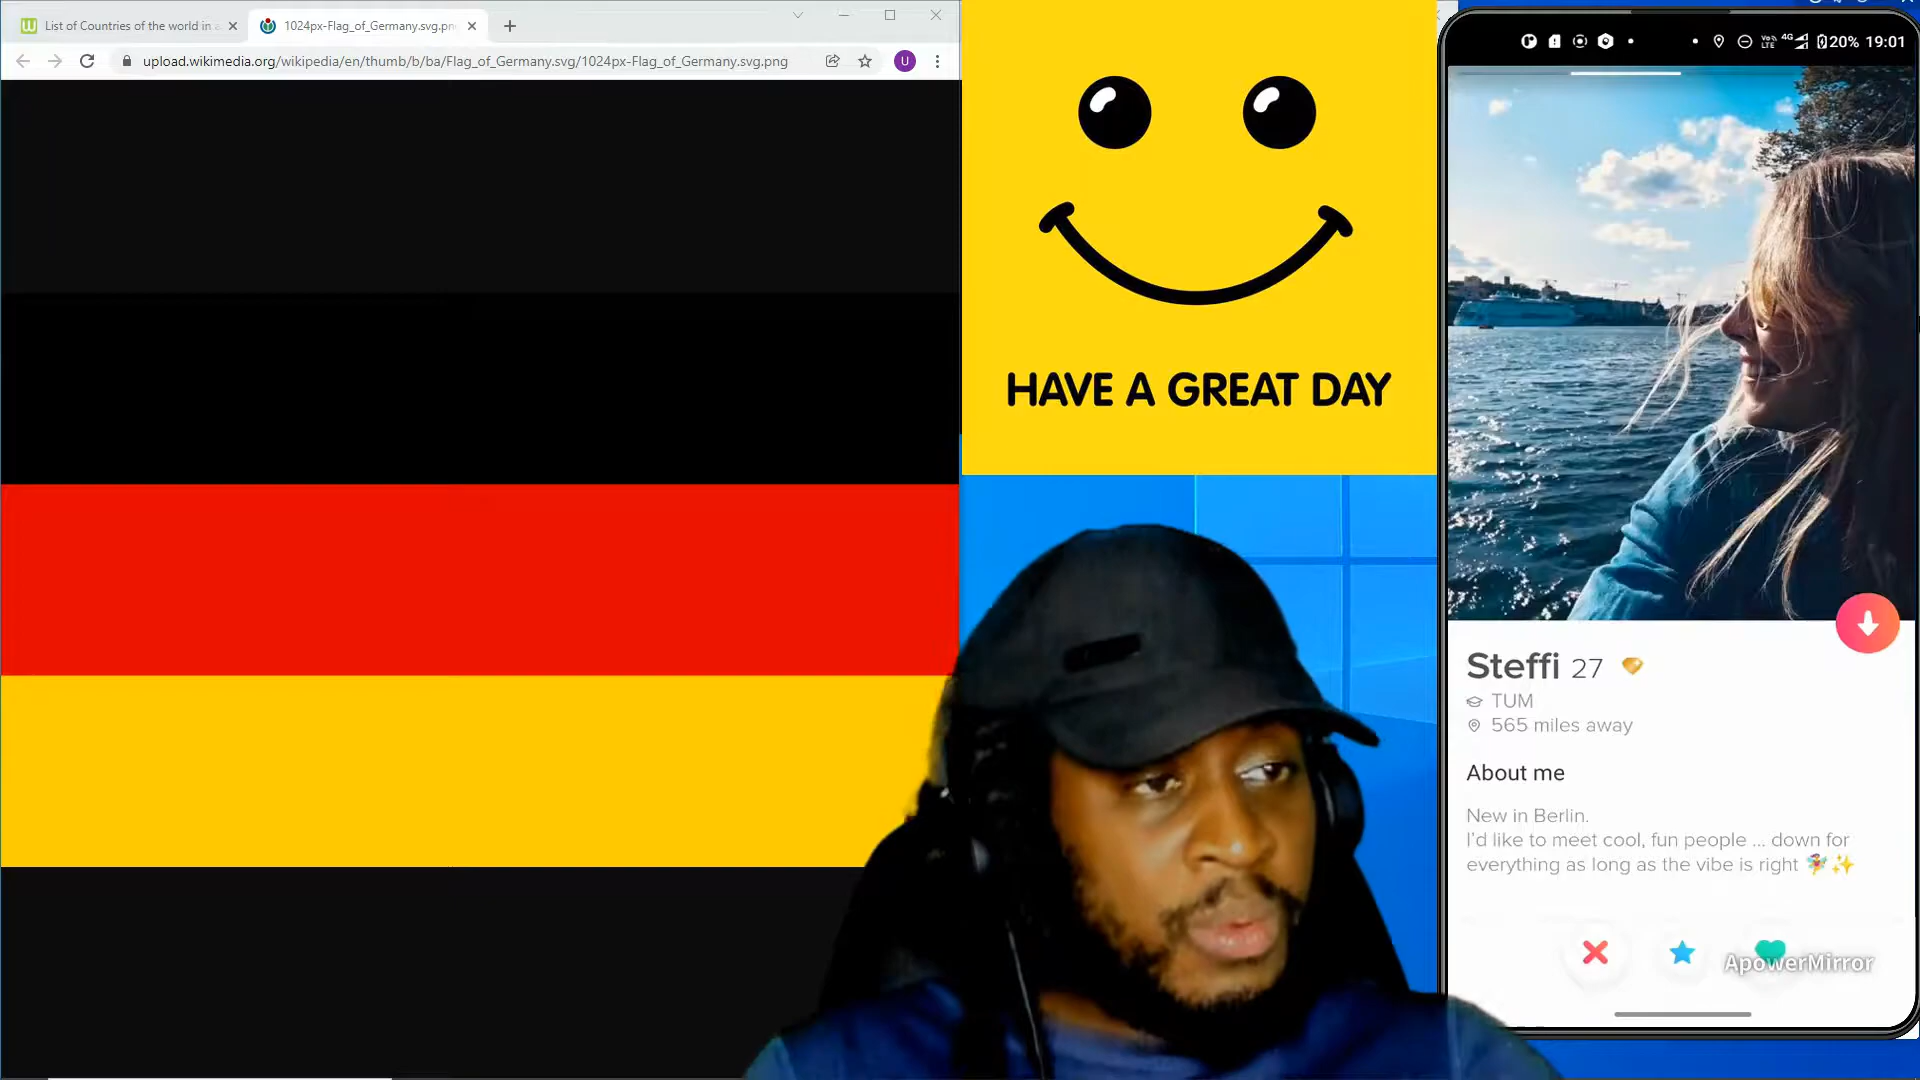 List of Countries of the world in a
1024px-Flag_of_Germany.svg.pn
upload.wikimedia.org/wikipedia/en/thumb/b/ba/Flag_of_Germany.svg/1024px-Flag_of_Germany.svg.png
U
HAVE A GREAT DAY
4G
20% 19:01
Steffi 27
TUM
565 miles away
About me
New in Berlin.
I'd like to meet cool, fun people ... down for
everything as long as the vibe is right 🧚✨
ApowerMirror